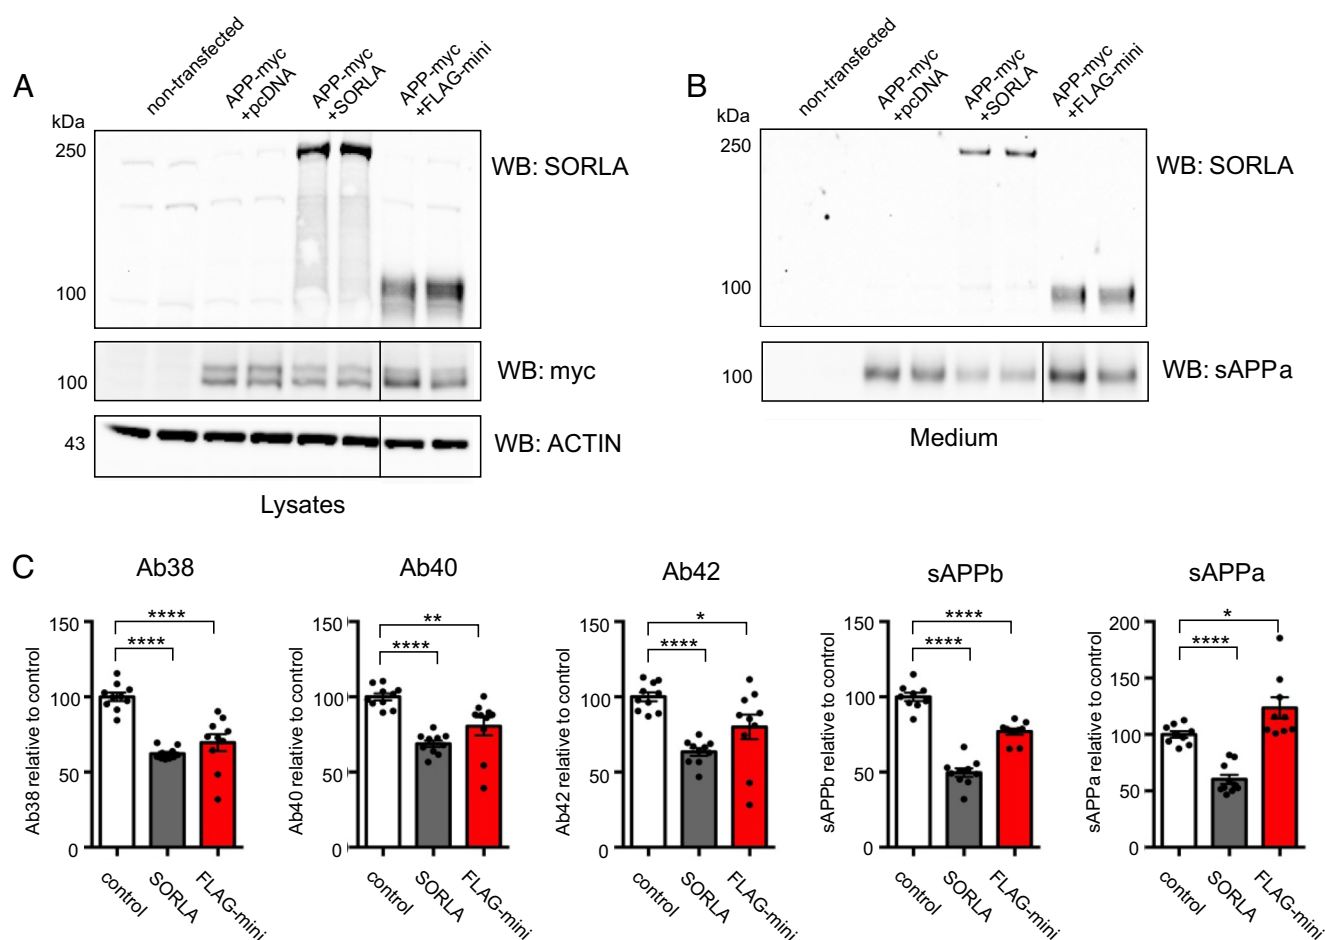 A
non-transfected
APP-myc
+pcDNA
APP-myc
+SORLA
APP-myc
+FLAG-mini
kDa
250
100
WB: SORLA
100
WB: myc
43
WB: ACTIN
Lysates
B
non-transfected
APP-myc
+pcDNA
APP-myc
+SORLA
APP-myc
+FLAG-mini
250
100
WB: SORLA
100
WB: sAPPa
Medium
C
Ab38
Ab38 relative to control
150
100
50
0
****
****
control
SORLA
FLAG-mini
Ab40
Ab40 relative to control
150
100
50
0
**
****
control
SORLA
FLAG-mini
Ab42
Ab42 relative to control
150
100
50
0
*
****
control
SORLA
FLAG-mini
sAPPb
sAPPb relative to control
150
100
50
0
****
****
control
SORLA
FLAG-mini
sAPPa
sAPPa relative to control
200
150
100
50
0
*
****
control
SORLA
FLAG-mini